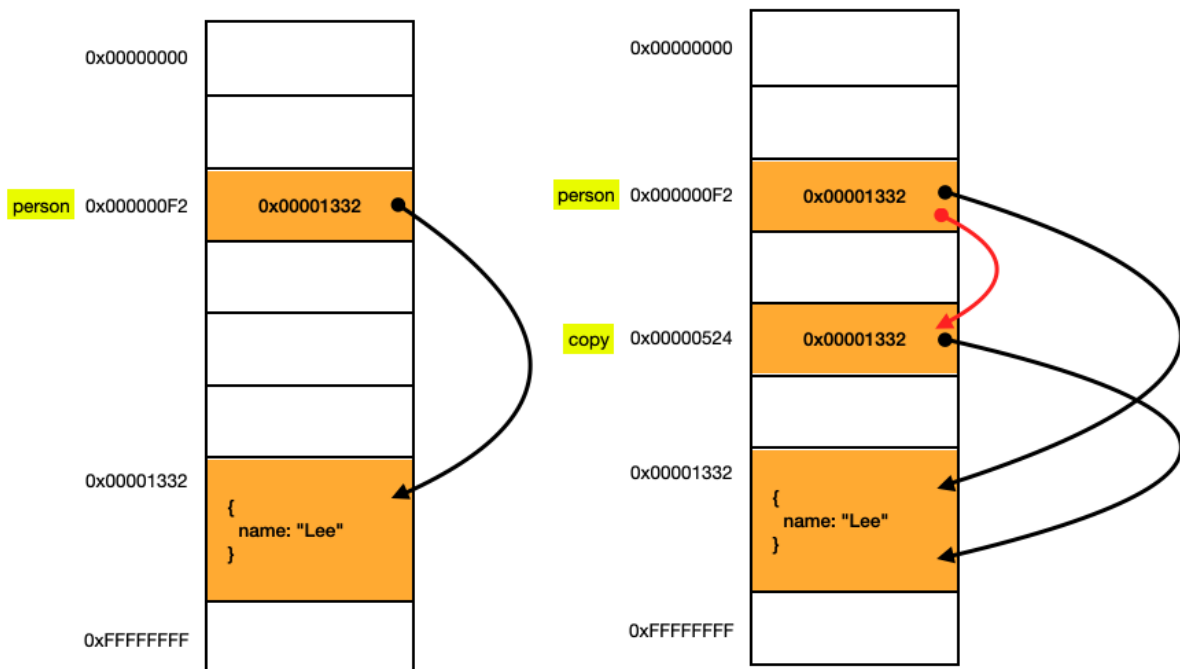 0x00000000
person 0x000000F2 0x00001332
0x00001332
{
name: "Lee"
}
0xFFFFFFFF
0x00000000
person 0x000000F2 0x00001332
copy 0x00000524 0x00001332
0x00001332
{
name: "Lee"
}
0xFFFFFFFF